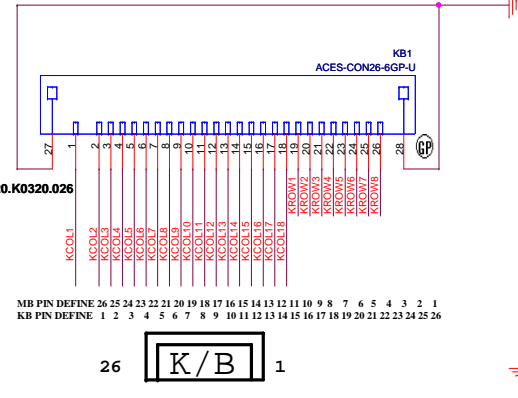 KB1
ACES-CON26-6GP-U
27 1 2 3 4 5 6 7 8 9 10 11 12 13 14 15 16 17 18 19 20 21 22 23 24 25 26 28
GP
20.K0320.026
KCOL1
KCOL2
KCOL3
KCOL4
KCOL5
KCOL6
KCOL7
KCOL8
KCOL9
KCOL10
KCOL11
KCOL12
KCOL13
KCOL14
KCOL15
KCOL16
KCOL17
KCOL18
KROW1
KROW2
KROW3
KROW4
KROW5
KROW6
KROW7
KROW8
MB PIN DEFINE 26 25 24 23 22 21 20 19 18 17 16 15 14 13 12 11 10 9 8 7 6 5 4 3 2 1
KB PIN DEFINE 1 2 3 4 5 6 7 8 9 10 11 12 13 14 15 16 17 18 19 20 21 22 23 24 25 26
26 K/B 1